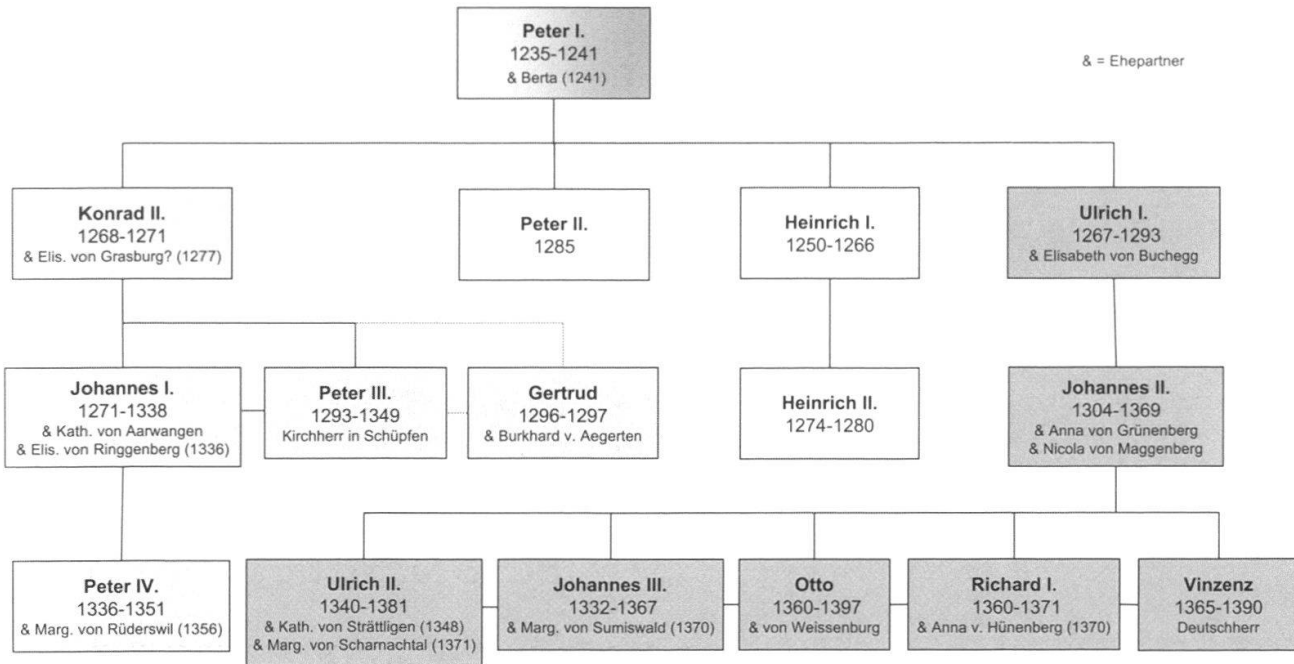 Peter I.
1235-1241
& Berta (1241)
& = Ehepartner
Konrad II.
1268-1271
& Elis. von Grasburg? (1277)
Peter II.
1285
Heinrich I.
1250-1266
Ulrich I.
1267-1293
& Elisabeth von Buchegg
Johannes I.
1271-1338
& Kath. von Aarwangen
& Elis. von Ringgenberg (1336)
Peter III.
1293-1349
Kirchherr in Schüpfen
Gertrud
1296-1297
& Burkhard v. Aegerten
Heinrich II.
1274-1280
Johannes II.
1304-1369
& Anna von Grünenberg
& Nicola von Maggenberg
Peter IV.
1336-1351
& Marg. von Rüderswil (1356)
Ulrich II.
1340-1381
& Kath. von Strättligen (1348)
& Marg. von Scharnachtal (1371)
Johannes III.
1332-1367
& Marg. von Sumiswald (1370)
Otto
1360-1397
& von Weissenburg
Richard I.
1360-1371
& Anna v. Hünenberg (1370)
Vinzenz
1365-1390
Deutschherr